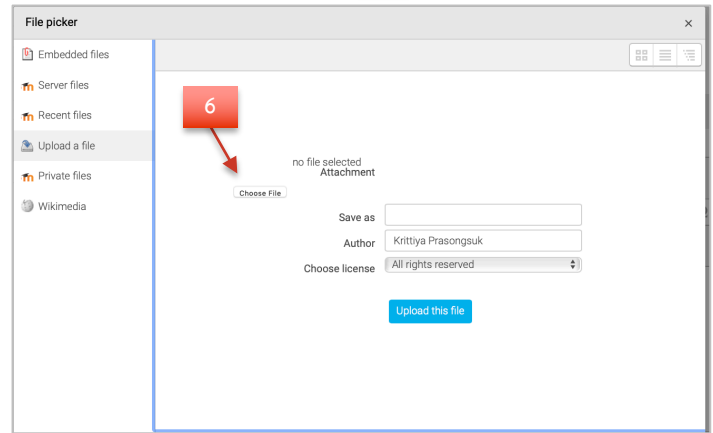 File picker
×
Embedded files
Server files
Recent files
Upload a file
Private files
Wikimedia
6
no file selected
Attachment
Choose File
Save as
Author Krittiya Prasongsuk
Choose license All rights reserved
Upload this file